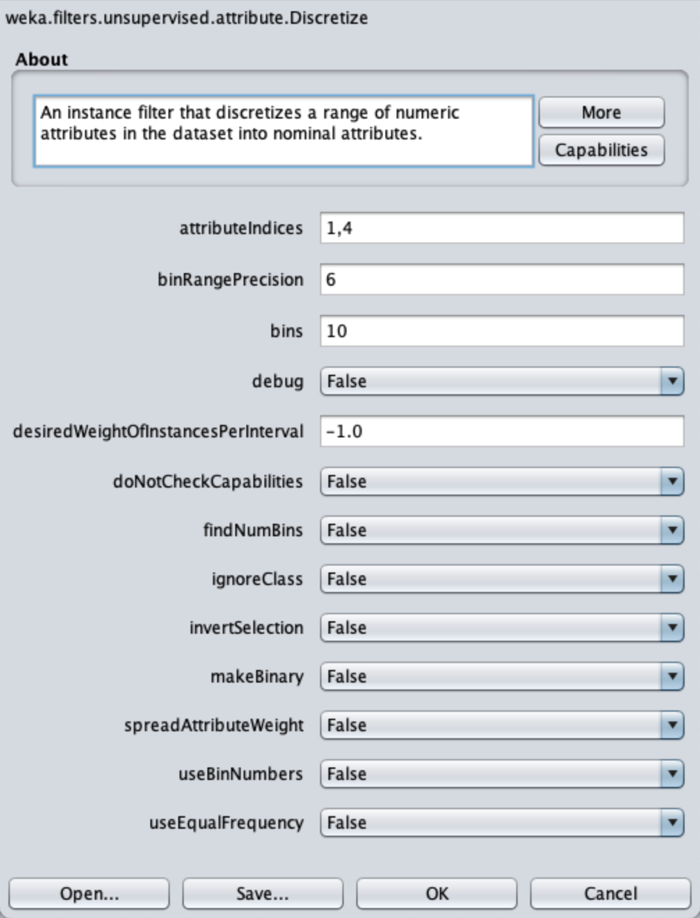 weka.filters.unsupervised.attribute.Discretize
About
An instance filter that discretizes a range of numeric
attributes in the dataset into nominal attributes.
More
Capabilities
attributeIndices 1,4
binRangePrecision 6
bins 10
debug False
desiredWeightOfInstancesPerInterval -1.0
doNotCheckCapabilities False
findNumBins False
ignoreClass False
invertSelection False
makeBinary False
spreadAttributeWeight False
useBinNumbers False
useEqualFrequency False
Open... Save... OK Cancel